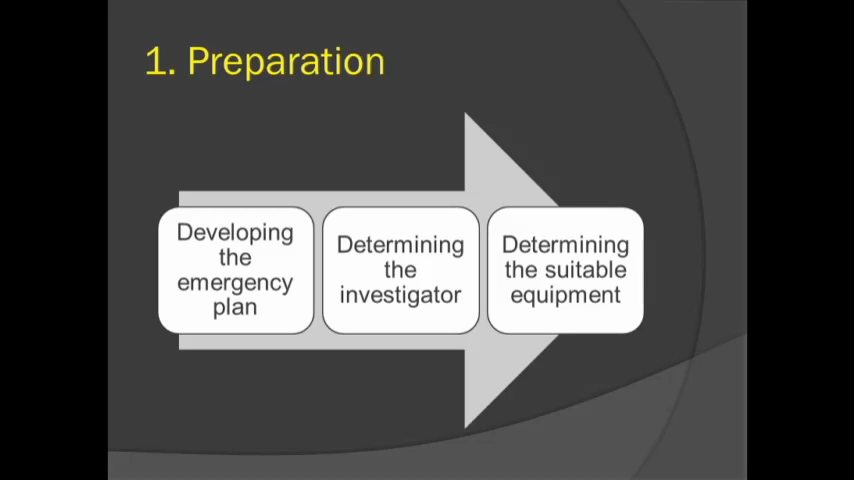 1. Preparation
Developing
the
emergency
plan
Determining
the
investigator
Determining
the suitable
equipment